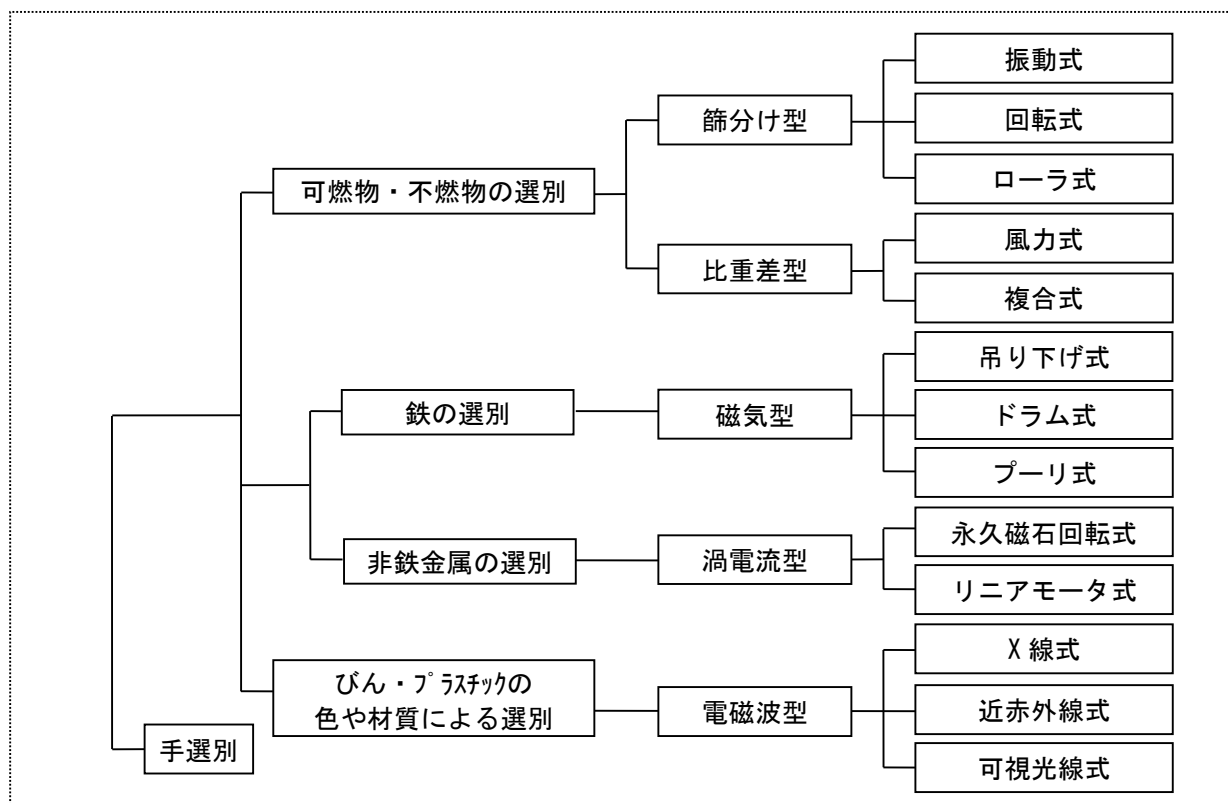 振動式
篩分け型
回転式
ローラ式
可燃物・不燃物の選別
風力式
比重差型
複合式
吊り下げ式
鉄の選別
磁気型
ドラム式
プーリ式
永久磁石回転式
非鉄金属の選別
渦電流型
リニアモータ式
X 線式
びん・プラスチックの
色や材質による選別
電磁波型
近赤外線式
可視光線式
手選別